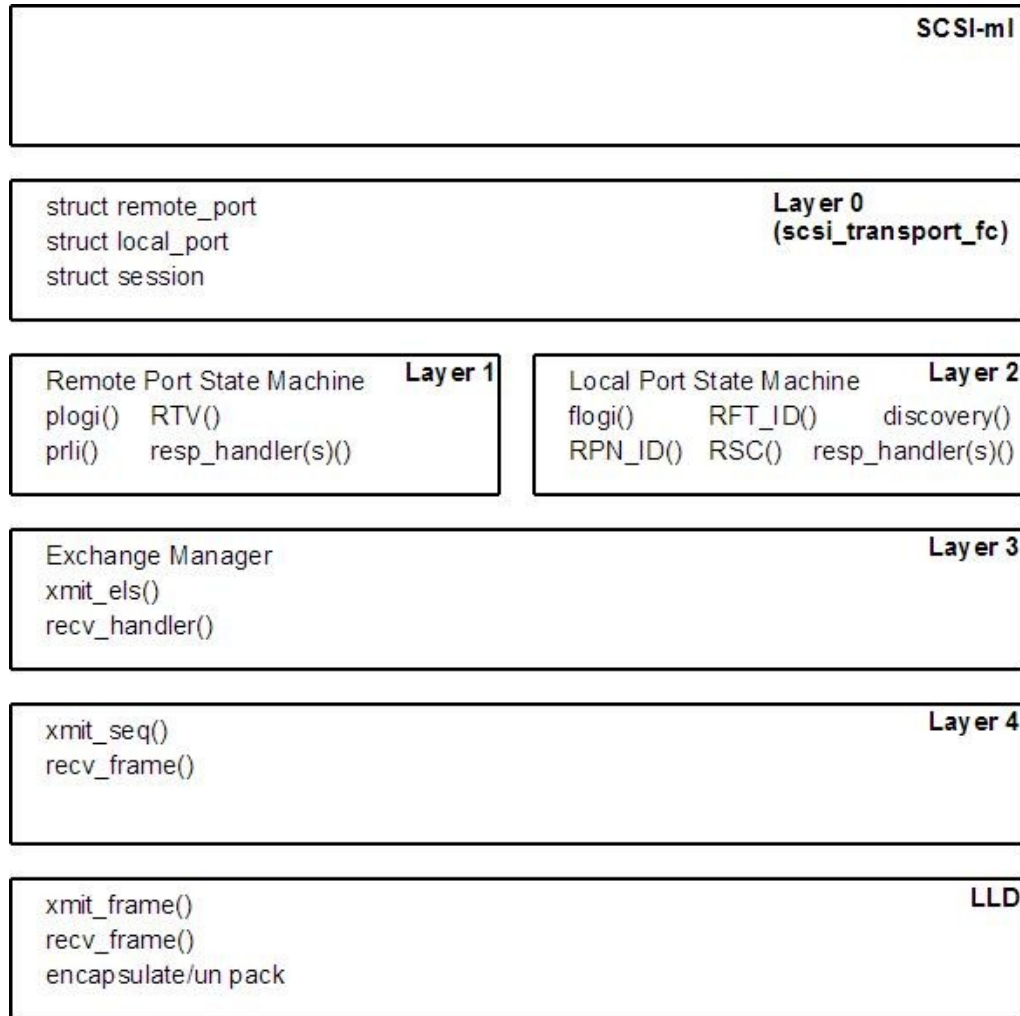 SCSI-ml
struct remote_port
struct local_port
struct session
Layer 0
(scsi_transport_fc)
Remote Port State Machine
Layer 1
plogi() RTV()
prli() resp_handler(s)()
Local Port State Machine
Layer 2
flogi() RFT_ID() discovery()
RPN_ID() RSC() resp_handler(s)()
Exchange Manager
Layer 3
xmit_els()
recv_handler()
xmit_seq()
Layer 4
recv_frame()
xmit_frame()
LLD
recv_frame()
encapsulate/un pack